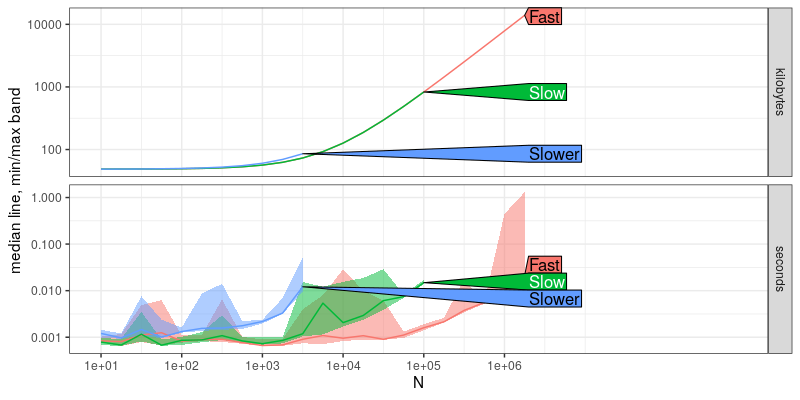 median line, min/max band
10000
1000
100
Fast
Slow
Slower
kilobytes
1.000
0.100
0.010
0.001
Fast
Slow
Slower
seconds
1e+01
1e+02
1e+03
1e+04
1e+05
1e+06
N